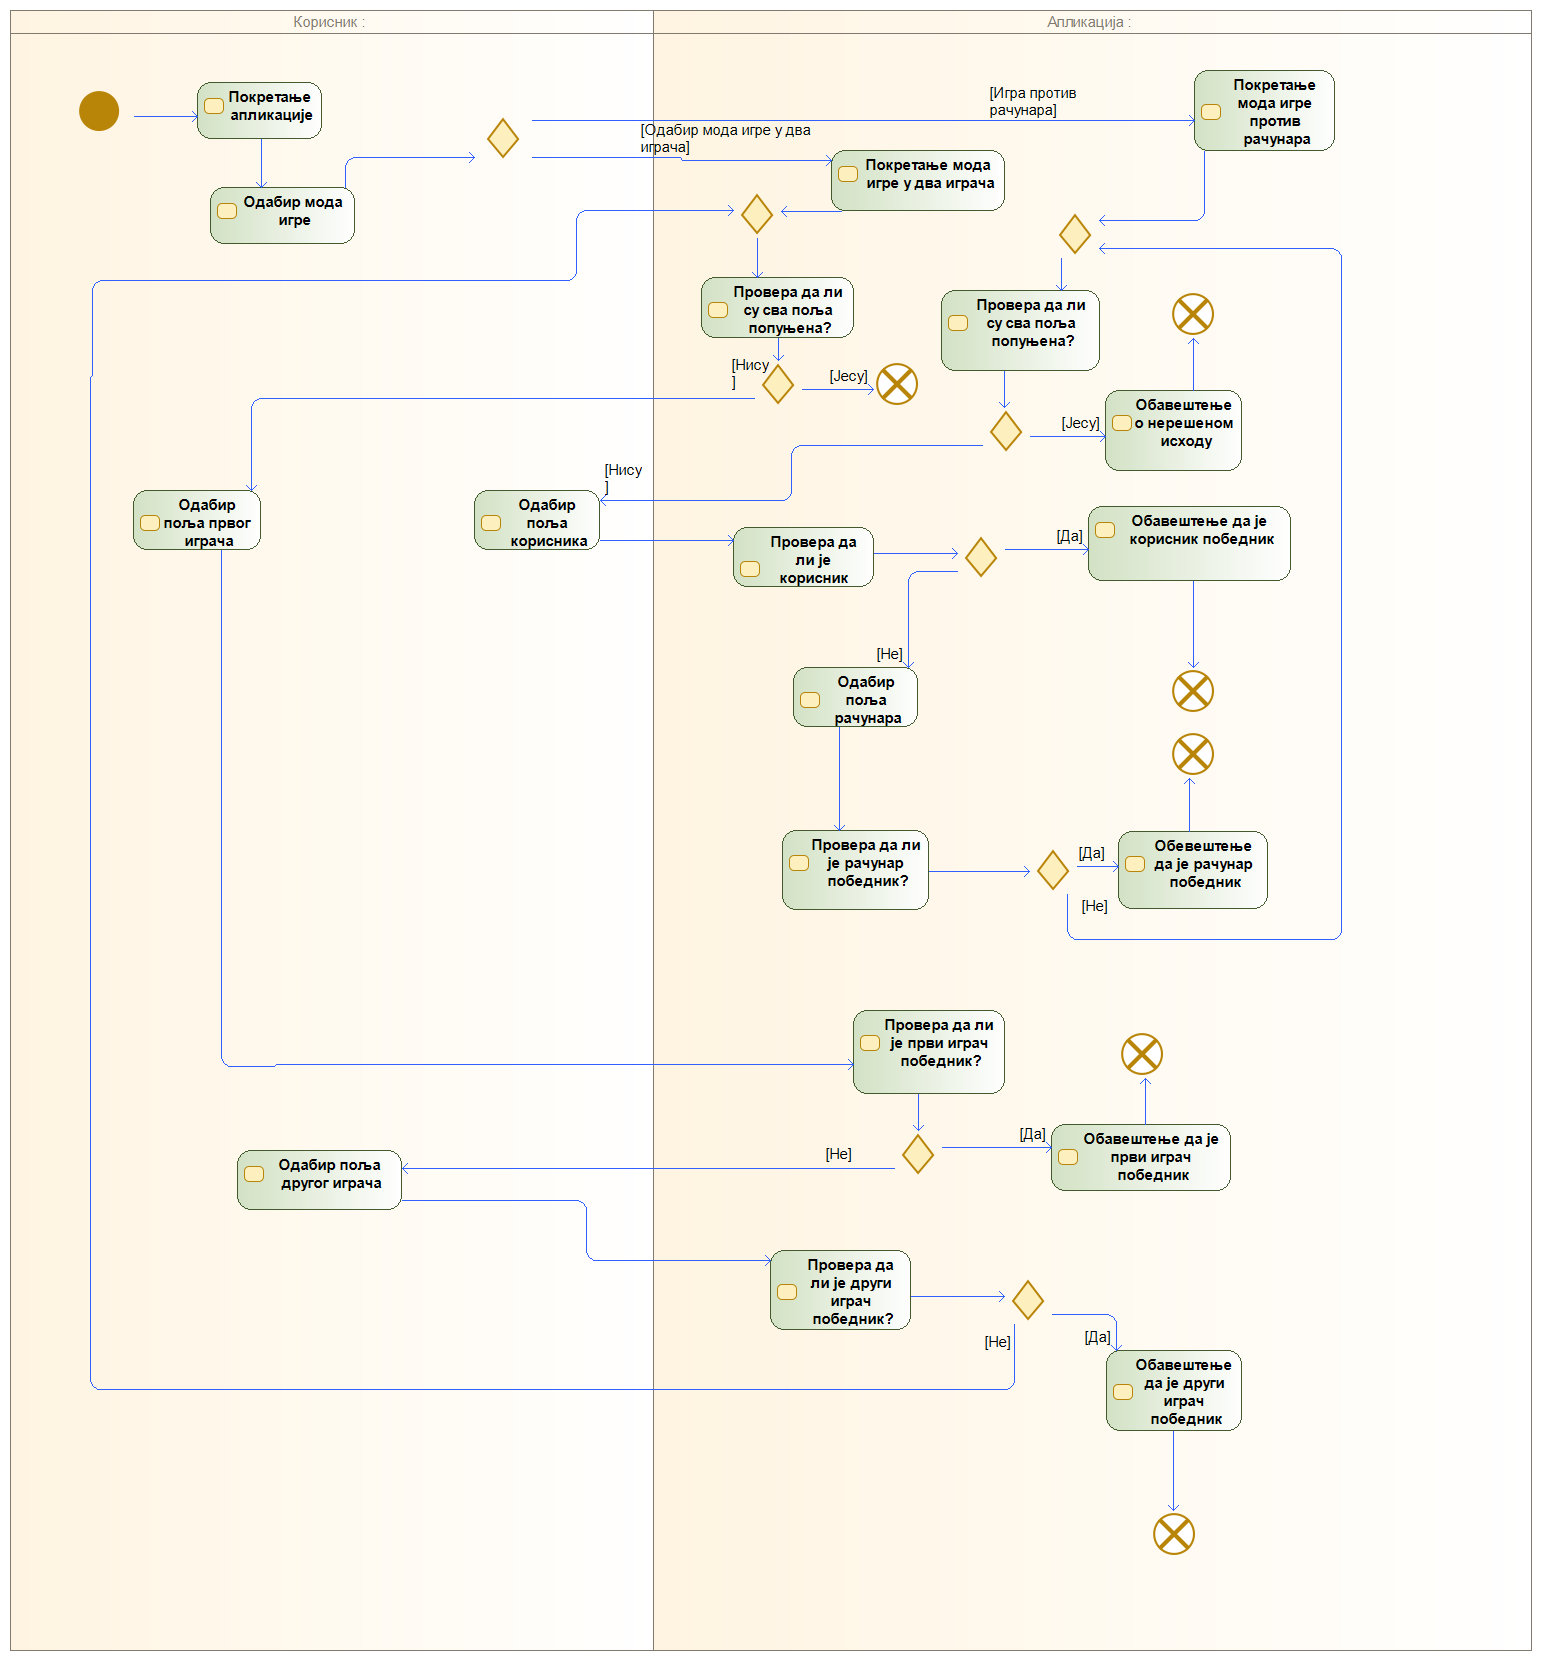 Корисник :
Апликација :
Покретање
апликације
Одабир мода
игре
[Игра против
рачунара]
[Одабир мода игре у два
играча]
Покретање
мода игре
против
рачунара
Покретање мода
игре у два играча
Провера да ли
су сва поља
попуњена?
Провера да ли
су сва поља
попуњена?
[Нису
]
[Јесу]
Обавештење
о нерешеном
исходу
[Јесу]
[Нису
]
Одабир
поља првог
играча
Одабир
поља
корисника
Провера да
ли је
корисник
[Да]
Обавештење да је
корисник победник
[Не]
Одабир
поља
рачунара
Провера да ли
је рачунар
победник?
[Да]
Обевештење
да је рачунар
победник
[Не]
Провера да ли
је први играч
победник?
[Да]
Обавештење да је
први играч
победник
[Не]
Одабир поља
другог играча
Провера да
ли је други
играч
победник?
[Не]
[Да]
Обавештење
да је други
играч
победник